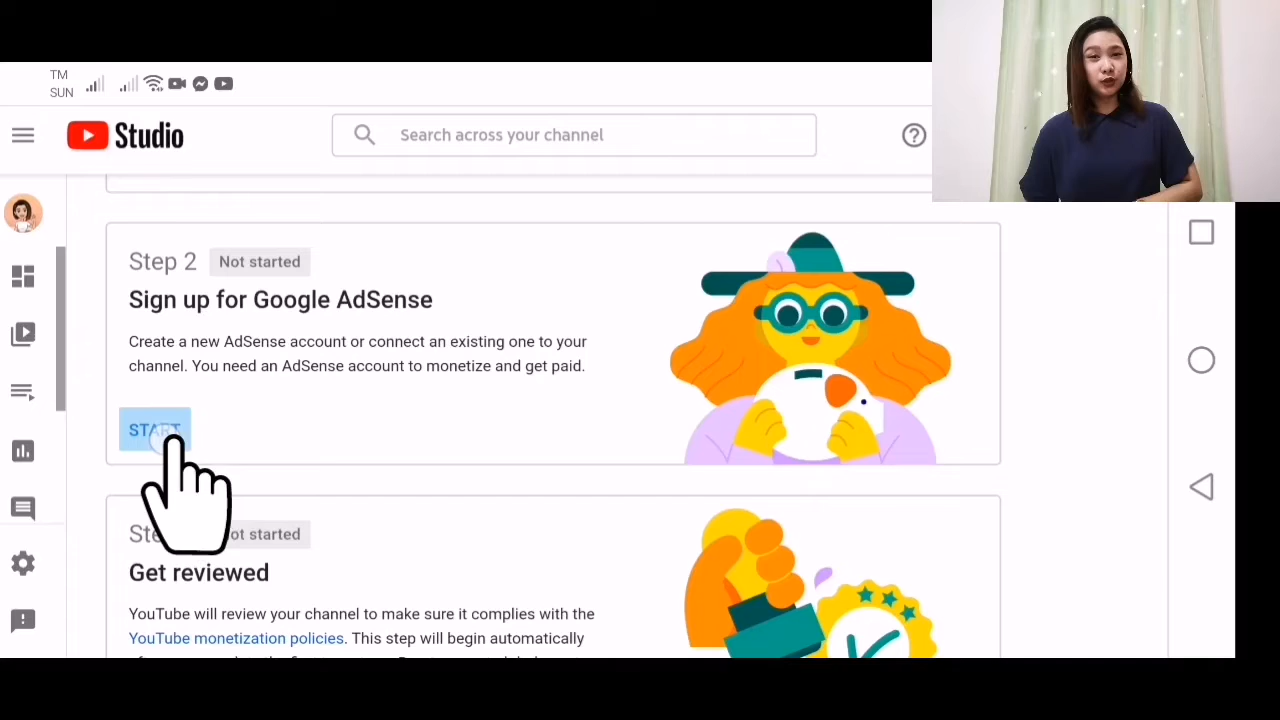 TM
SUN
Studio
Search across your channel
Step 2 Not started
Sign up for Google AdSense
Create a new AdSense account or connect an existing one to your
channel. You need an AdSense account to monetize and get paid.
START
Not started
Get reviewed
YouTube will review your channel to make sure it complies with the
YouTube monetization policies. This step will begin automatically